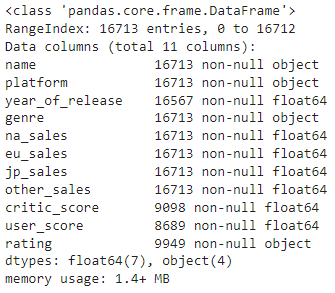 <class 'pandas.core.frame.DataFrame'>
RangeIndex: 16713 entries, 0 to 16712
Data columns (total 11 columns):
name 16713 non-null object
platform 16713 non-null object
year_of_release 16567 non-null float64
genre 16713 non-null object
na_sales 16713 non-null float64
eu_sales 16713 non-null float64
jp_sales 16713 non-null float64
other_sales 16713 non-null float64
critic_score 9098 non-null float64
user_score 8689 non-null float64
rating 9949 non-null object
dtypes: float64(7), object(4)
memory usage: 1.4+ MB